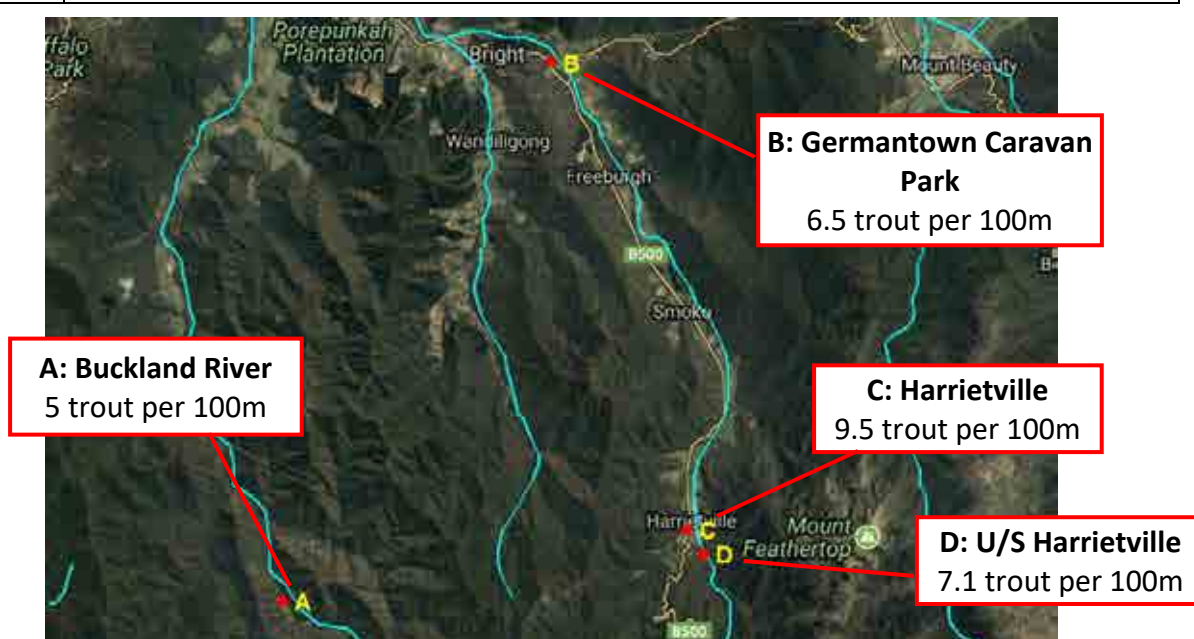 ffalo
Park
Porepunkah
Plantation
Bright
B
Mount Beauty
Wandiligong
Freeburgh
B: Germantown Caravan
Park
6.5 trout per 100m
B500
Smoko
A: Buckland River
5 trout per 100m
C: Harrietville
9.5 trout per 100m
Harrietville
C
Mount
Feathertop
D
D: U/S Harrietville
7.1 trout per 100m
A
B500